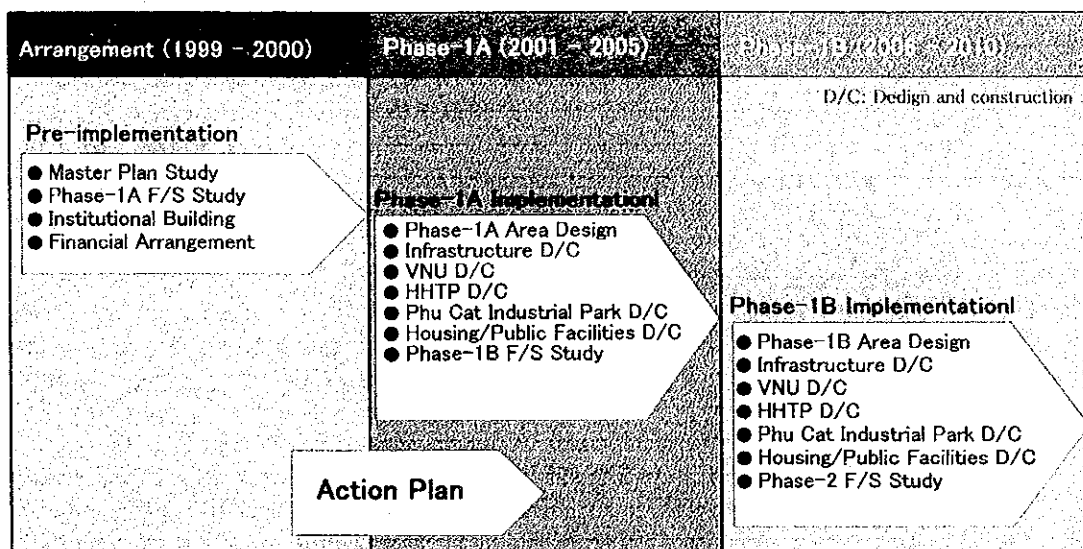 Arrangement (1999 - 2000)
Phase-1A (2001 - 2005)
Phase-1B (2006 - 2010)
D/C: Dedign and construction
Pre-implementation
● Master Plan Study
● Phase-1A F/S Study
● Institutional Building
● Financial Arrangement
Phase-1A Implementationl
● Phase-1A Area Design
● Infrastructure D/C
● VNU D/C
● HHTP D/C
● Phu Cat Industrial Park D/C
● Housing/Public Facilities D/C
● Phase-1B F/S Study
Phase-1B Implementationl
● Phase-1B Area Design
● Infrastructure D/C
● VNU D/C
● HHTP D/C
● Phu Cat Industrial Park D/C
● Housing/Public Facilities D/C
● Phase-2 F/S Study
Action Plan